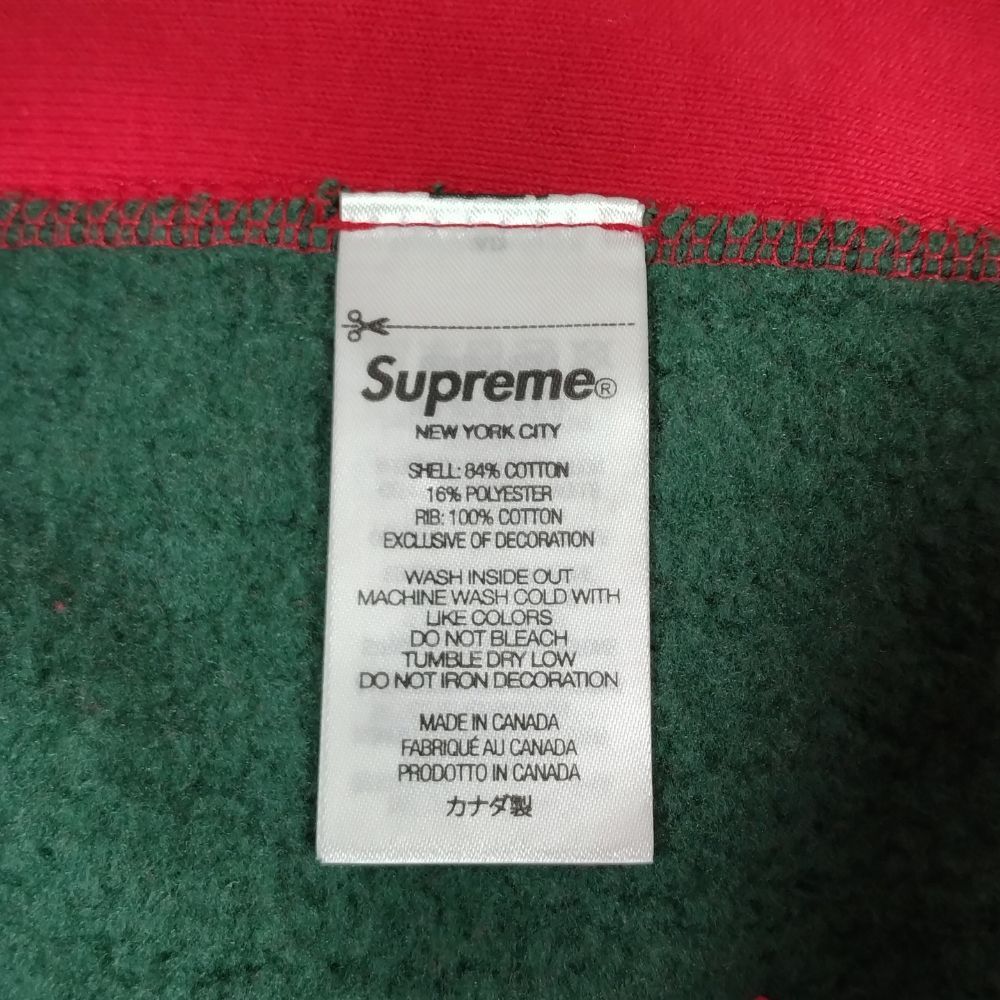 Supreme®
NEW YORK CITY
SHELL: 84% COTTON
16% POLYESTER
RIB: 100% COTTON
EXCLUSIVE OF DECORATION
WASH INSIDE OUT
MACHINE WASH COLD WITH
LIKE COLORS
DO NOT BLEACH
TUMBLE DRY LOW
DO NOT IRON DECORATION
MADE IN CANADA
FABRIQUÉ AU CANADA
PRODOTTO IN CANADA
カナダ製